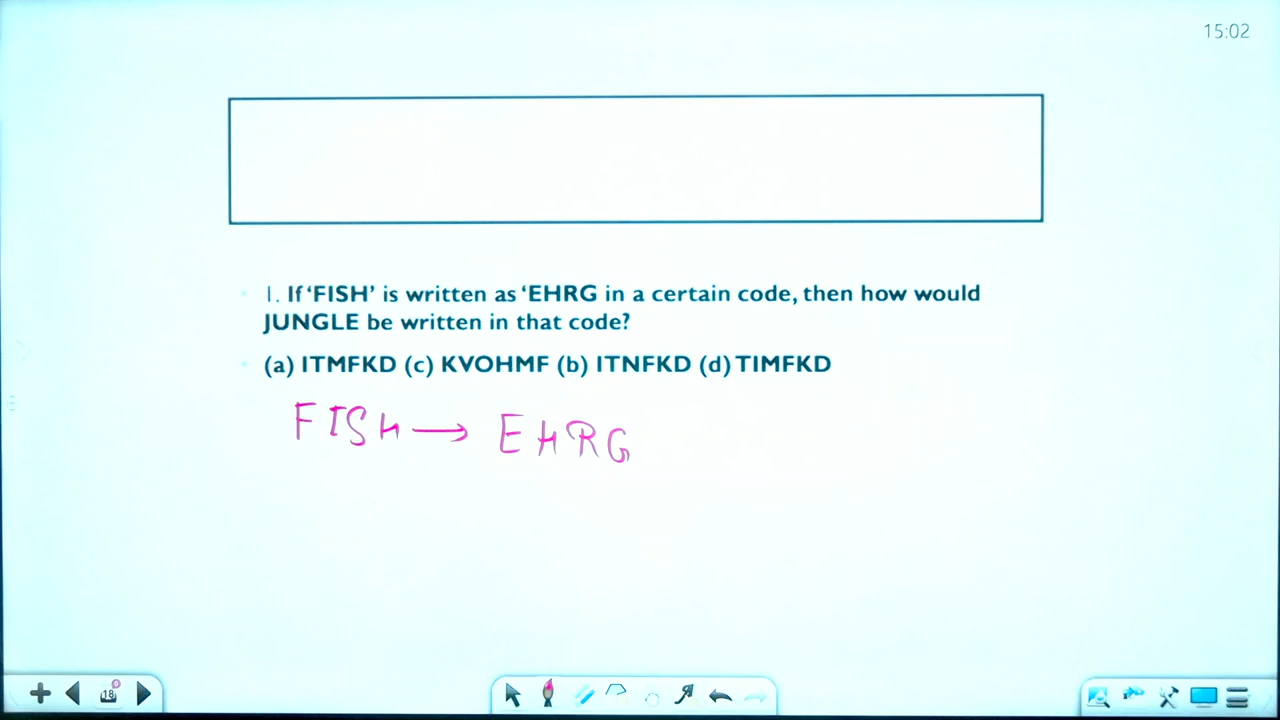 15:02
1. If ‘FISH’ is written as ‘EHRG in a certain code, then how would
JUNGLE be written in that code?
(a) ITMFKD (c) KVOHMF (b) ITNFKD (d) TIMFKD
FISH → EHRG
18